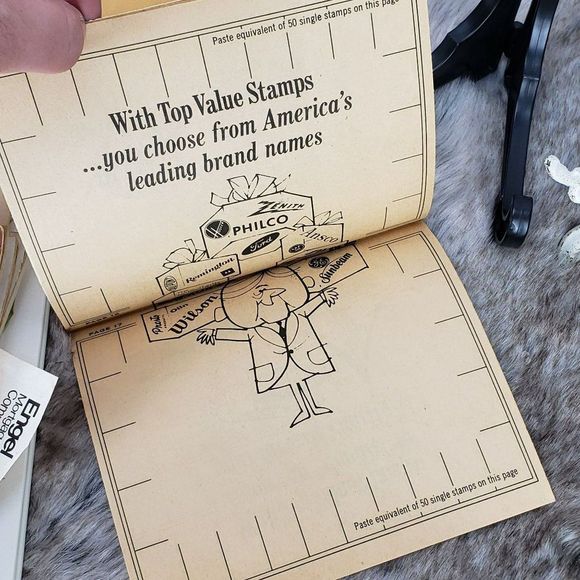 Paste equivalent of 50 single stamps on this page
With Top Value Stamps
...you choose from America's
leading brand names
ZENITH
PHILCO
Ford
Ansco
Remington
GE
Sunbeam
Wilson
PAGE 17
Paste equivalent of 50 single stamps on this page
Engel
Mortgage